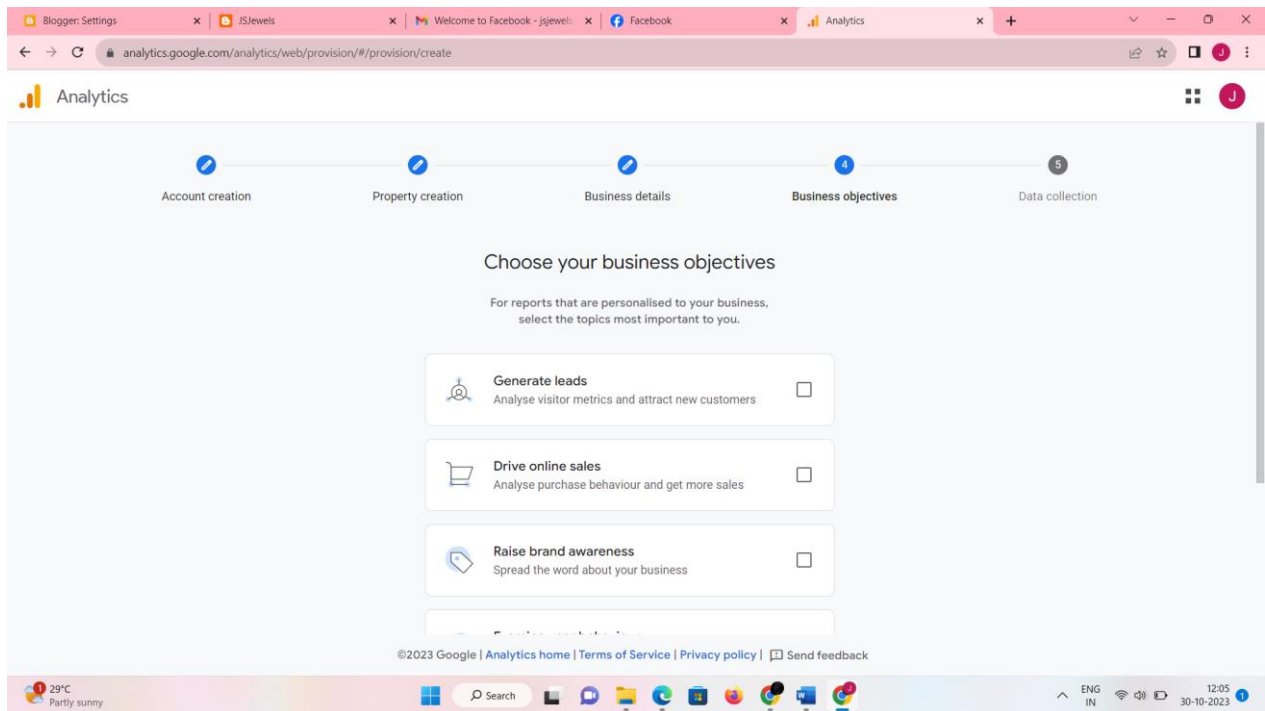 Blogger: Settings
JSJewels
Welcome to Facebook - jsjewels
Facebook
Analytics
analytics.google.com/analytics/web/provision/#/provision/create
J
Analytics
J
4
5
Account creation
Property creation
Business details
Business objectives
Data collection
Choose your business objectives
For reports that are personalised to your business,
select the topics most important to you.
Generate leads
Analyse visitor metrics and attract new customers
Drive online sales
Analyse purchase behaviour and get more sales
Raise brand awareness
Spread the word about your business
©2023 Google | Analytics home | Terms of Service | Privacy policy | Send feedback
1
29°C
Partly sunny
Search
J
ENG
IN
12:05
30-10-2023
1